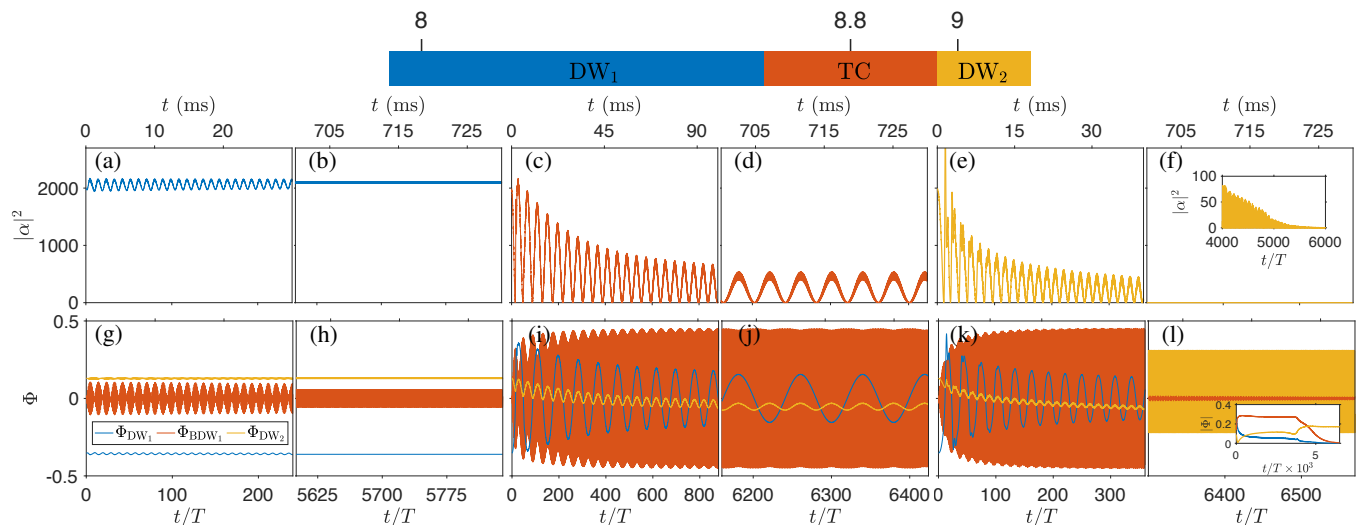 8 8.8 9
DW₁ TC DW₂
t (ms) t (ms) t (ms) t (ms) t (ms) t (ms)
0 10 20 705 715 725 0 45 90 705 715 725 0 15 30 705 715 725
(a) (b) (c) (d) (e) (f)
|α|²
2000
1000
0
|α|²
100
50
0
4000 5000 6000
t/T
(g) (h) (i) (j) (k) (l)
Φ
0.5
0
-0.5
Φ_DW₁ Φ_BDW₁ Φ_DW₂
|Φ|
0.4
0.2
0
0 5
t/T × 10³
0 100 200 5625 5700 5775 0 200 400 600 800 6200 6300 6400 0 100 200 300 6400 6500
t/T t/T t/T t/T t/T t/T